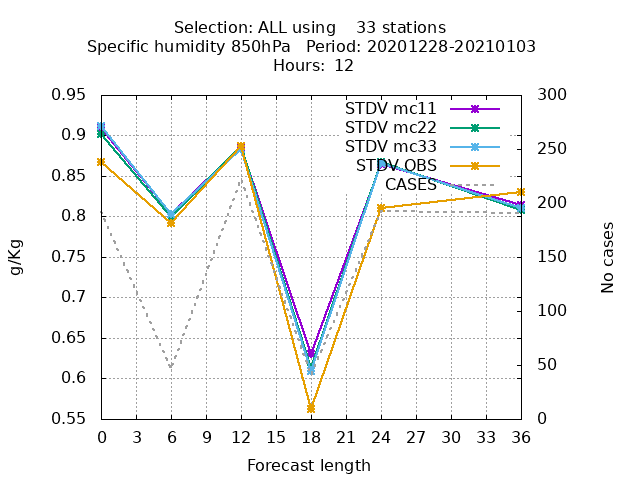 Selection: ALL using    33 stations
Specific humidity 850hPa   Period: 20201228-20210103
Hours:  12
STDV mc11
STDV mc22
STDV mc33
STDV OBS
CASES
0.95
0.9
0.85
0.8
0.75
0.7
0.65
0.6
0.55
g/Kg
300
250
200
150
100
50
0
No cases
0 3 6 9 12 15 18 21 24 27 30 33 36
Forecast length